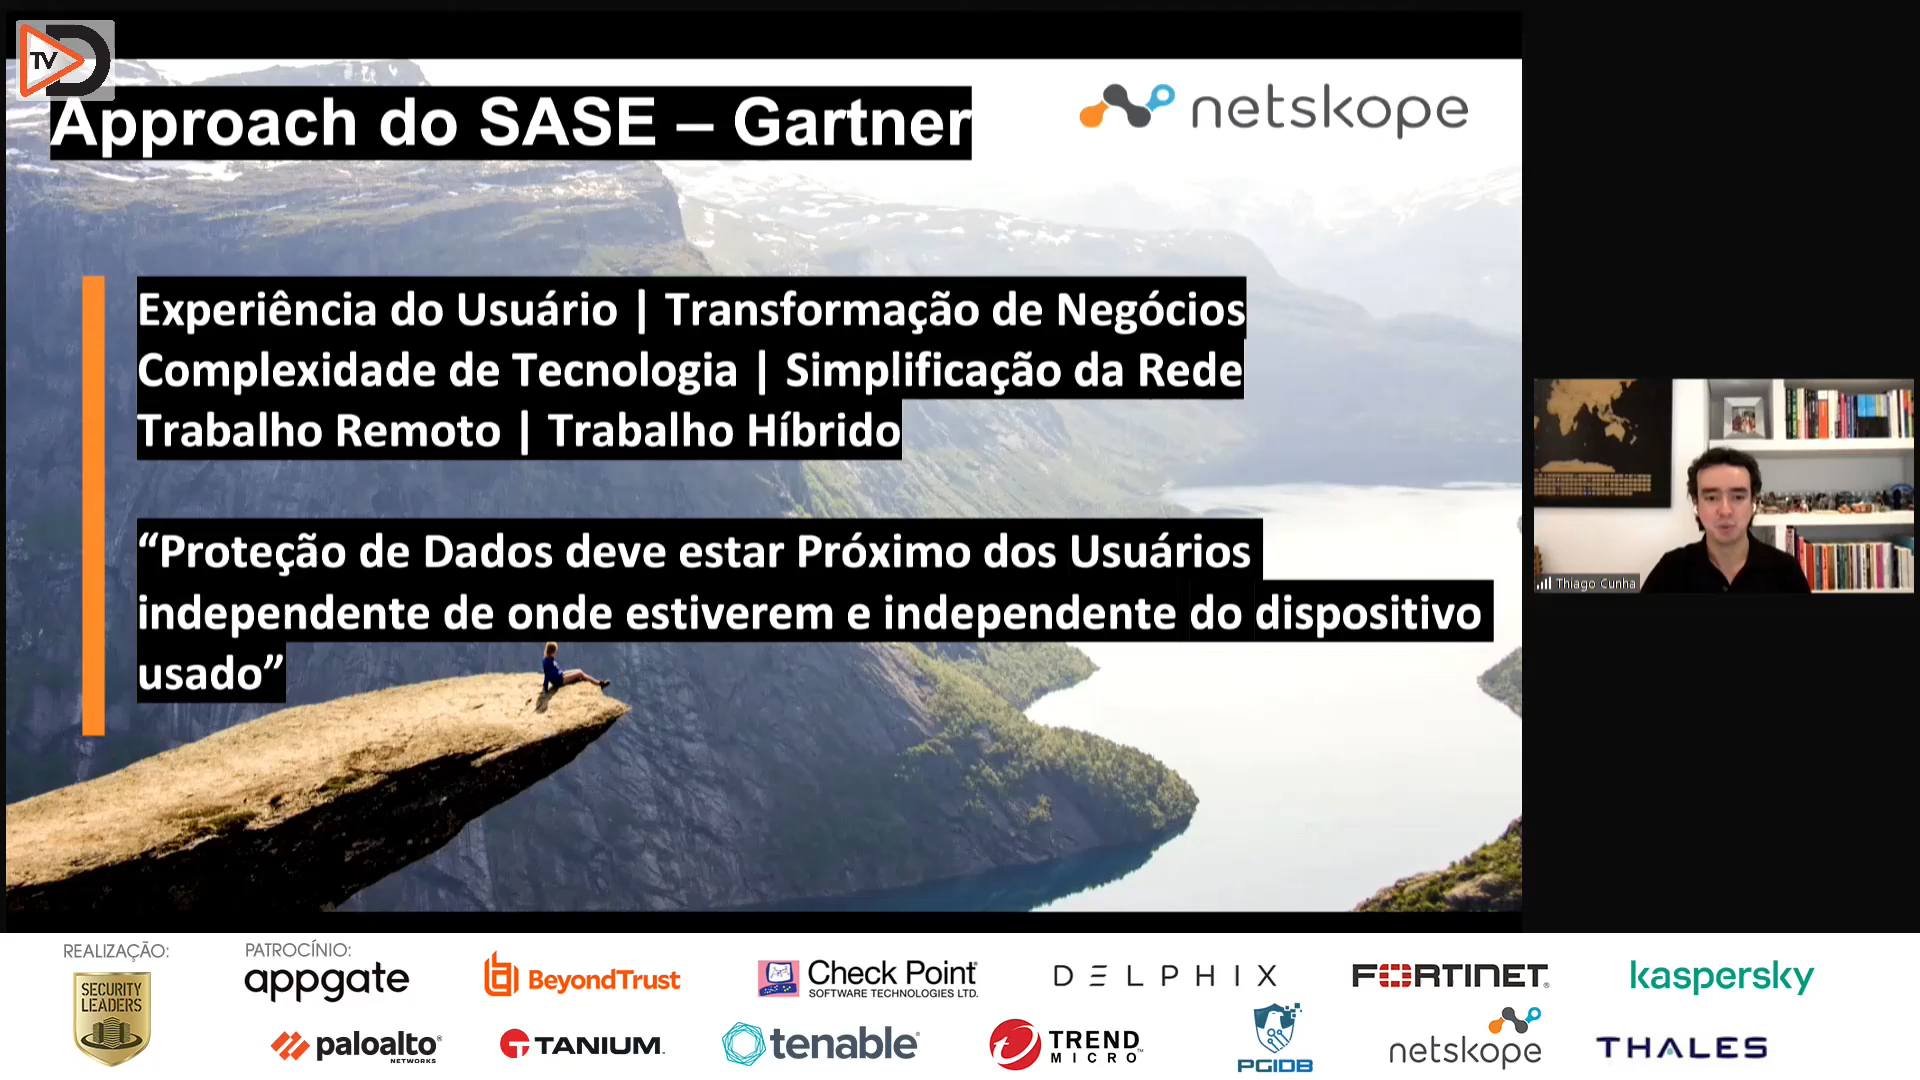 TV D
Approach do SASE – Gartner
netskope
Experiência do Usuário | Transformação de Negócios
Complexidade de Tecnologia | Simplificação da Rede
Trabalho Remoto | Trabalho Híbrido
“Proteção de Dados deve estar Próximo dos Usuários
independente de onde estiverem e independente do dispositivo
usado”
Thiago Cunha
REALIZAÇÃO:
SECURITY
LEADERS
PATROCÍNIO:
appgate
BeyondTrust
Check Point
SOFTWARE TECHNOLOGIES LTD.
DELPHIX
FORTINET®
kaspersky
paloalto®
NETWORKS
TANIUM.
tenable®
TREND
MICRO™
PGIDB
netskope
THALES